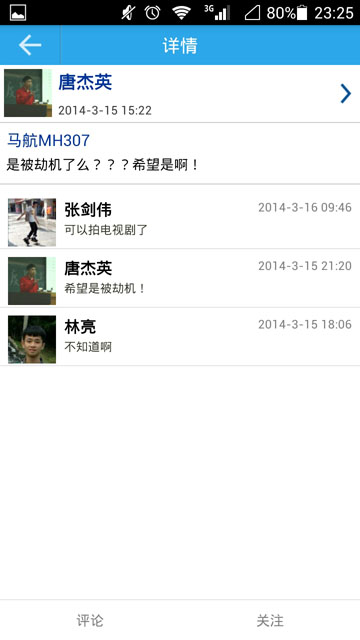 3G 80% 23:25
详情
唐杰英
2014-3-15 15:22
马航MH307
是被劫机了么？？？希望是啊！
张剑伟 2014-3-16 09:46
可以拍电视剧了
唐杰英 2014-3-15 21:20
希望是被劫机！
林亮 2014-3-15 18:06
不知道啊
评论 关注